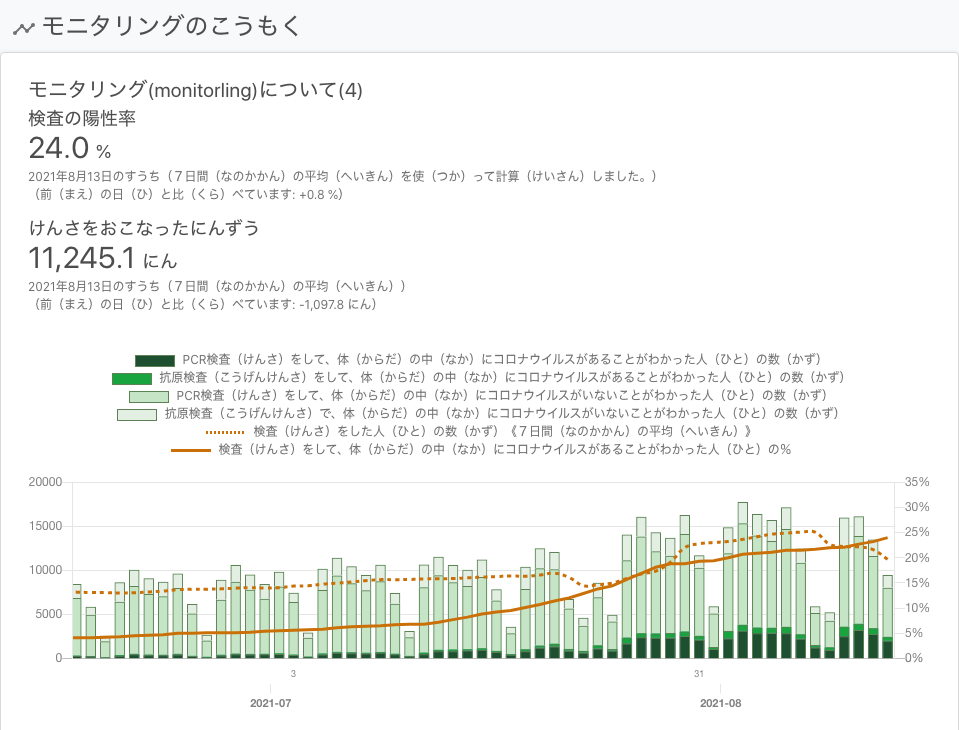 モニタリングのこうもく
モニタリング(monitorling)について(4)
検査の陽性率
24.0 %
2021年8月13日のすうち（７日間（なのかかん）の平均（へいきん）を使（つか）って計算（けいさん）しました。）
（前（まえ）の日（ひ）と比（くら）べています: +0.8 %）
けんさをおこなったにんずう
11,245.1 にん
2021年8月13日のすうち（７日間（なのかかん）の平均（へいきん））
（前（まえ）の日（ひ）と比（くら）べています: -1,097.8 にん）
PCR検査（けんさ）をして、体（からだ）の中（なか）にコロナウイルスがあることがわかった人（ひと）の数（かず）
抗原検査（こうげんけんさ）をして、体（からだ）の中（なか）にコロナウイルスがあることがわかった人（ひと）の数（かず）
PCR検査（けんさ）をして、体（からだ）の中（なか）にコロナウイルスがいないことがわかった人（ひと）の数（かず）
抗原検査（こうげんけんさ）で、体（からだ）の中（なか）にコロナウイルスがいないことがわかった人（ひと）の数（かず）
検査（けんさ）をした人（ひと）の数（かず）《７日間（なのかかん）の平均（へいきん）》
検査（けんさ）をして、体（からだ）の中（なか）にコロナウイルスがあることがわかった人（ひと）の%
20000 35%
30%
15000 25%
10000 20%
15%
5000 10%
5%
0 0%
3 31
2021-07 2021-08